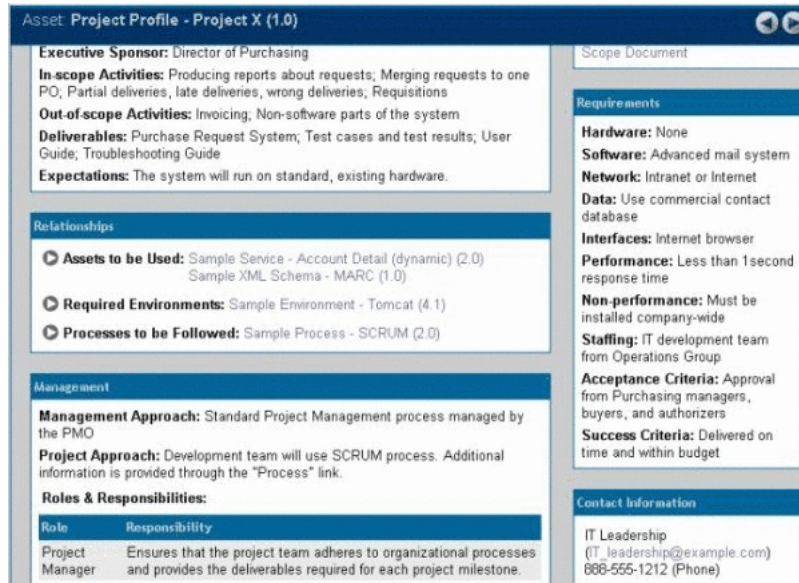 Asset: Project Profile - Project X (1.0)
Executive Sponsor: Director of Purchasing
In-scope Activities: Producing reports about requests; Merging requests to one
PO; Partial deliveries, late deliveries, wrong deliveries; Requisitions
Out-of-scope Activities: Invoicing; Non-software parts of the system
Deliverables: Purchase Request System; Test cases and test results; User
Guide; Troubleshooting Guide
Expectations: The system will run on standard, existing hardware.
Relationships
Assets to be Used: Sample Service - Account Detail (dynamic) (2.0)
Sample XML Schema - MARC (1.0)
Required Environments: Sample Environment - Tomcat (4.1)
Processes to be Followed: Sample Process - SCRUM (2.0)
Management
Management Approach: Standard Project Management process managed by
the PMO
Project Approach: Development team will use SCRUM process. Additional
information is provided through the "Process" link.
Roles & Responsibilities:
Role Responsibility
Project Ensures that the project team adheres to organizational processes
Manager and provides the deliverables required for each project milestone.
Scope Document
Requirements
Hardware: None
Software: Advanced mail system
Network: Intranet or Internet
Data: Use commercial contact
database
Interfaces: Internet browser
Performance: Less than 1second
response time
Non-performance: Must be
installed company-wide
Staffing: IT development team
from Operations Group
Acceptance Criteria: Approval
from Purchasing managers,
buyers, and authorizers
Success Criteria: Delivered on
time and within budget
Contact Information
IT Leadership
(IT_leadership@example.com)
888-555-1212 (Phone)